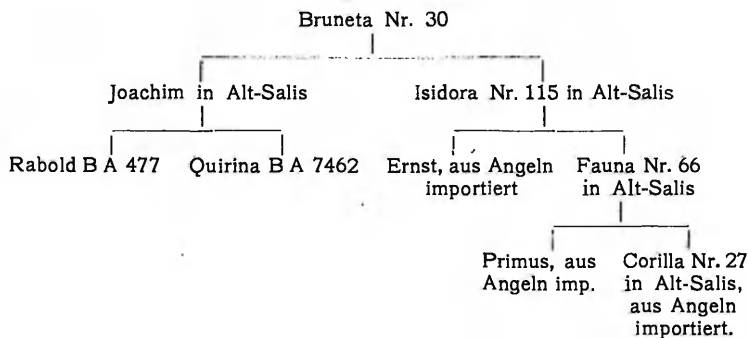 Bruneta Nr. 30
Joachim in Alt-Salis Isidora Nr. 115 in Alt-Salis
Rabold B A 477 Quirina B A 7462 Ernst, aus Angeln Fauna Nr. 66
importiert in Alt-Salis
Primus, aus Corilla Nr. 27
Angeln imp. in Alt-Salis,
aus Angeln
importiert.